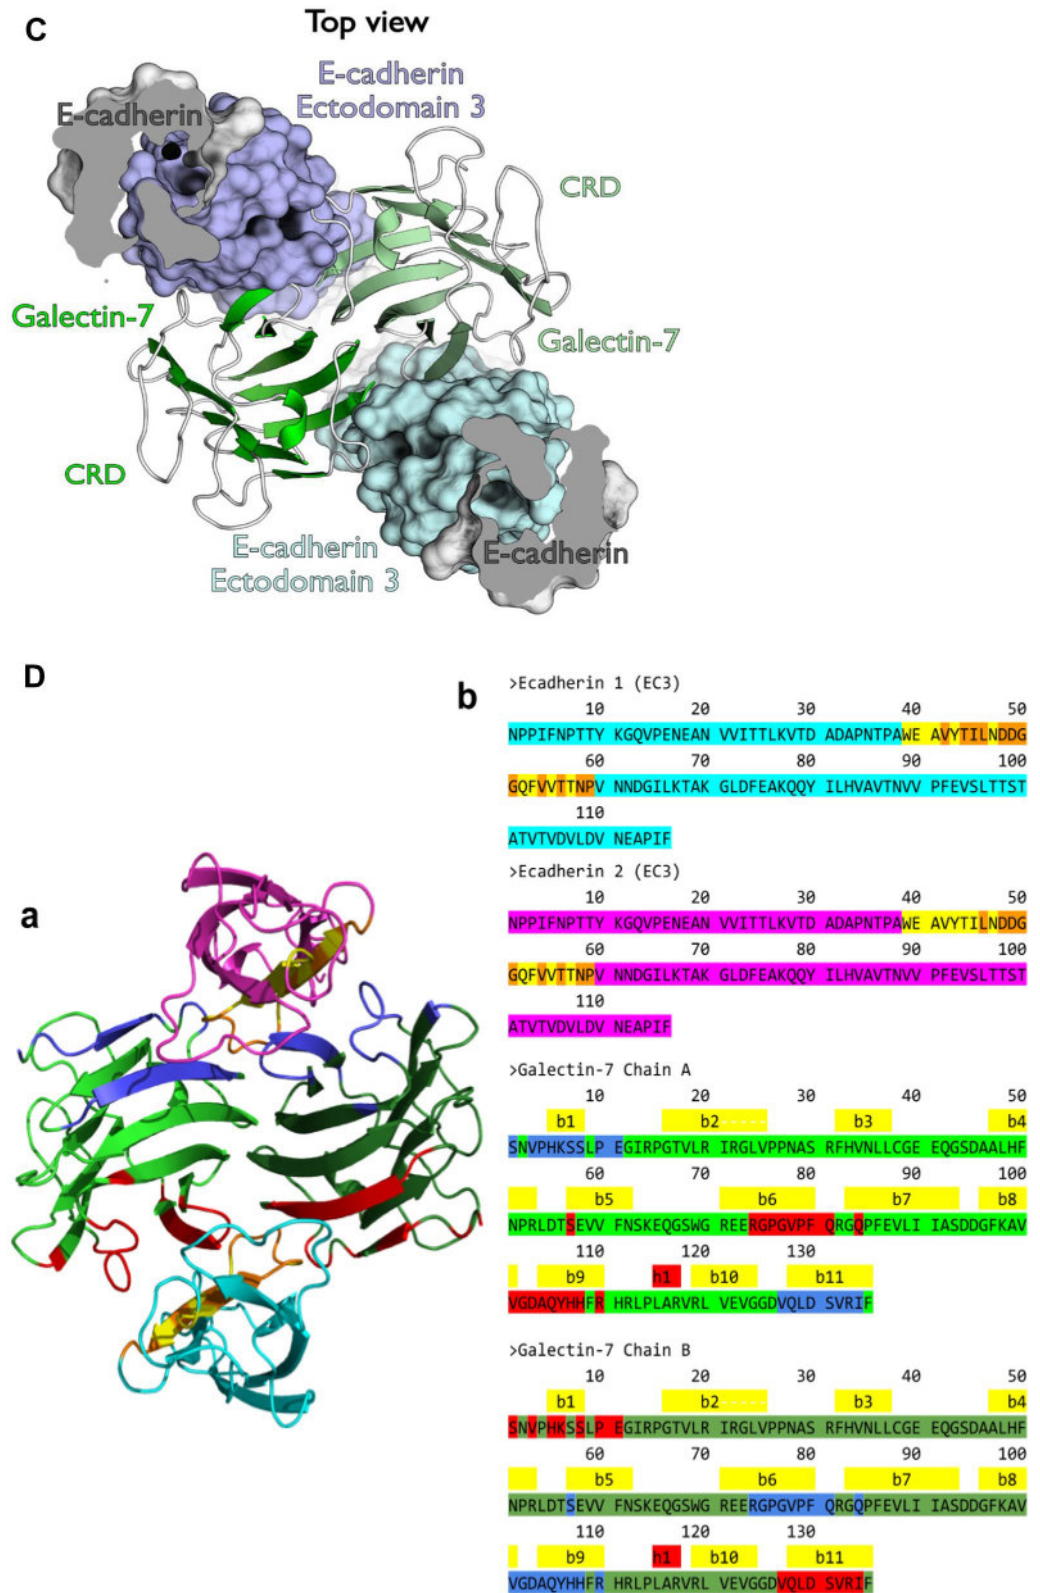 C
Top view
E-cadherin
Ectodomain 3
E-cadherin
CRD
Galectin-7
Galectin-7
CRD
E-cadherin
Ectodomain 3
E-cadherin
D
a
b
>Ecadherin 1 (EC3)
10 20 30 40 50
NPPIFNPTTY KGQVPENEAN VVITTLKVTD ADAPNTPAWE AVYTILNDDG
60 70 80 90 100
GQFVVTTNPV NNDGILKTAK GLDFEAKQQY ILHVAVTNVV PFEVSLTTST
110
ATVTVDVLDV NEAPIF
>Ecadherin 2 (EC3)
10 20 30 40 50
NPPIFNPTTY KGQVPENEAN VVITTLKVTD ADAPNTPAWE AVYTILNDDG
60 70 80 90 100
GQFVVTTNPV NNDGILKTAK GLDFEAKQQY ILHVAVTNVV PFEVSLTTST
110
ATVTVDVLDV NEAPIF
>Galectin-7 Chain A
10 20 30 40 50
b1 b2 b3 b4
SNVPHKSSLP EGIRPGTVLR IRGLVPPNAS RFHVNLLCGE EQGSDAALHF
60 70 80 90 100
b5 b6 b7 b8
NPRLDTSEVV FNSKEQGSWG REERGPGVPF QRGQPFEVLI IASDDGFKAV
110 120 130
b9 h1 b10 b11
VGDAQYHHFR HRLPLARVRL VEVGGDVQLD SVRIF
>Galectin-7 Chain B
10 20 30 40 50
b1 b2 b3 b4
SNVPHKSSLP EGIRPGTVLR IRGLVPPNAS RFHVNLLCGE EQGSDAALHF
60 70 80 90 100
b5 b6 b7 b8
NPRLDTSEVV FNSKEQGSWG REERGPGVPF QRGQPFEVLI IASDDGFKAV
110 120 130
b9 h1 b10 b11
VGDAQYHHFR HRLPLARVRL VEVGGDVQLD SVRIF